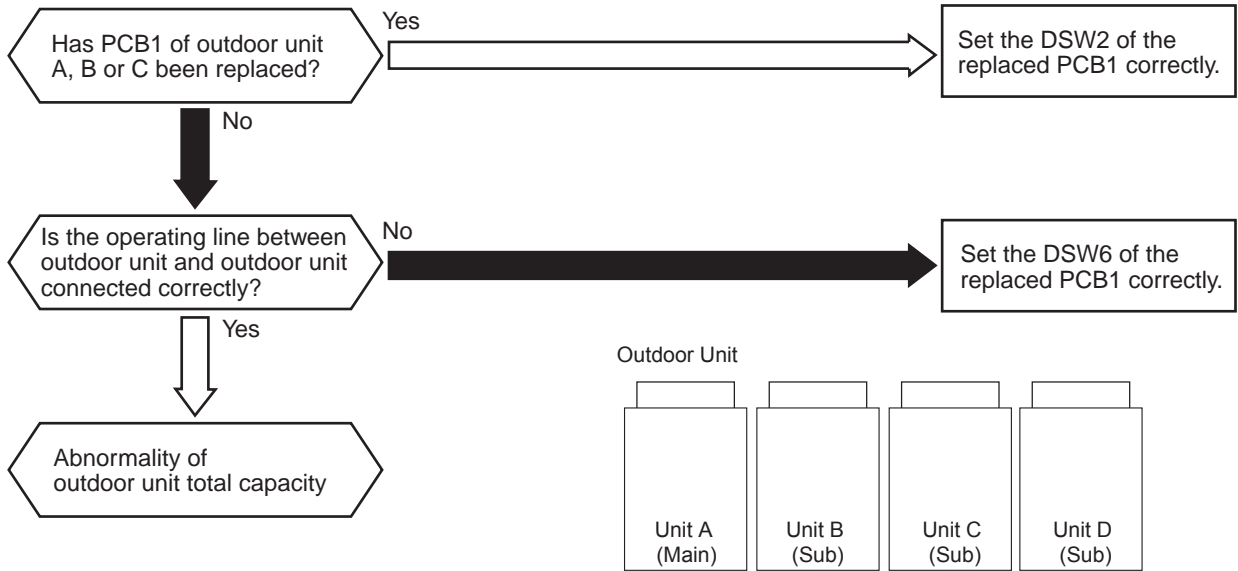 Has PCB1 of outdoor unit
A, B or C been replaced?
Yes
Set the DSW2 of the
replaced PCB1 correctly.
No
Is the operating line between
outdoor unit and outdoor unit
connected correctly?
No
Set the DSW6 of the
replaced PCB1 correctly.
Yes
Abnormality of
outdoor unit total capacity
Outdoor Unit
Unit A
(Main)
Unit B
(Sub)
Unit C
(Sub)
Unit D
(Sub)